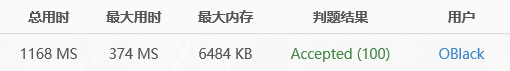 总用时 最大用时 最大内存 判题结果 用户
1168 MS 374 MS 6484 KB Accepted (100) OBlack